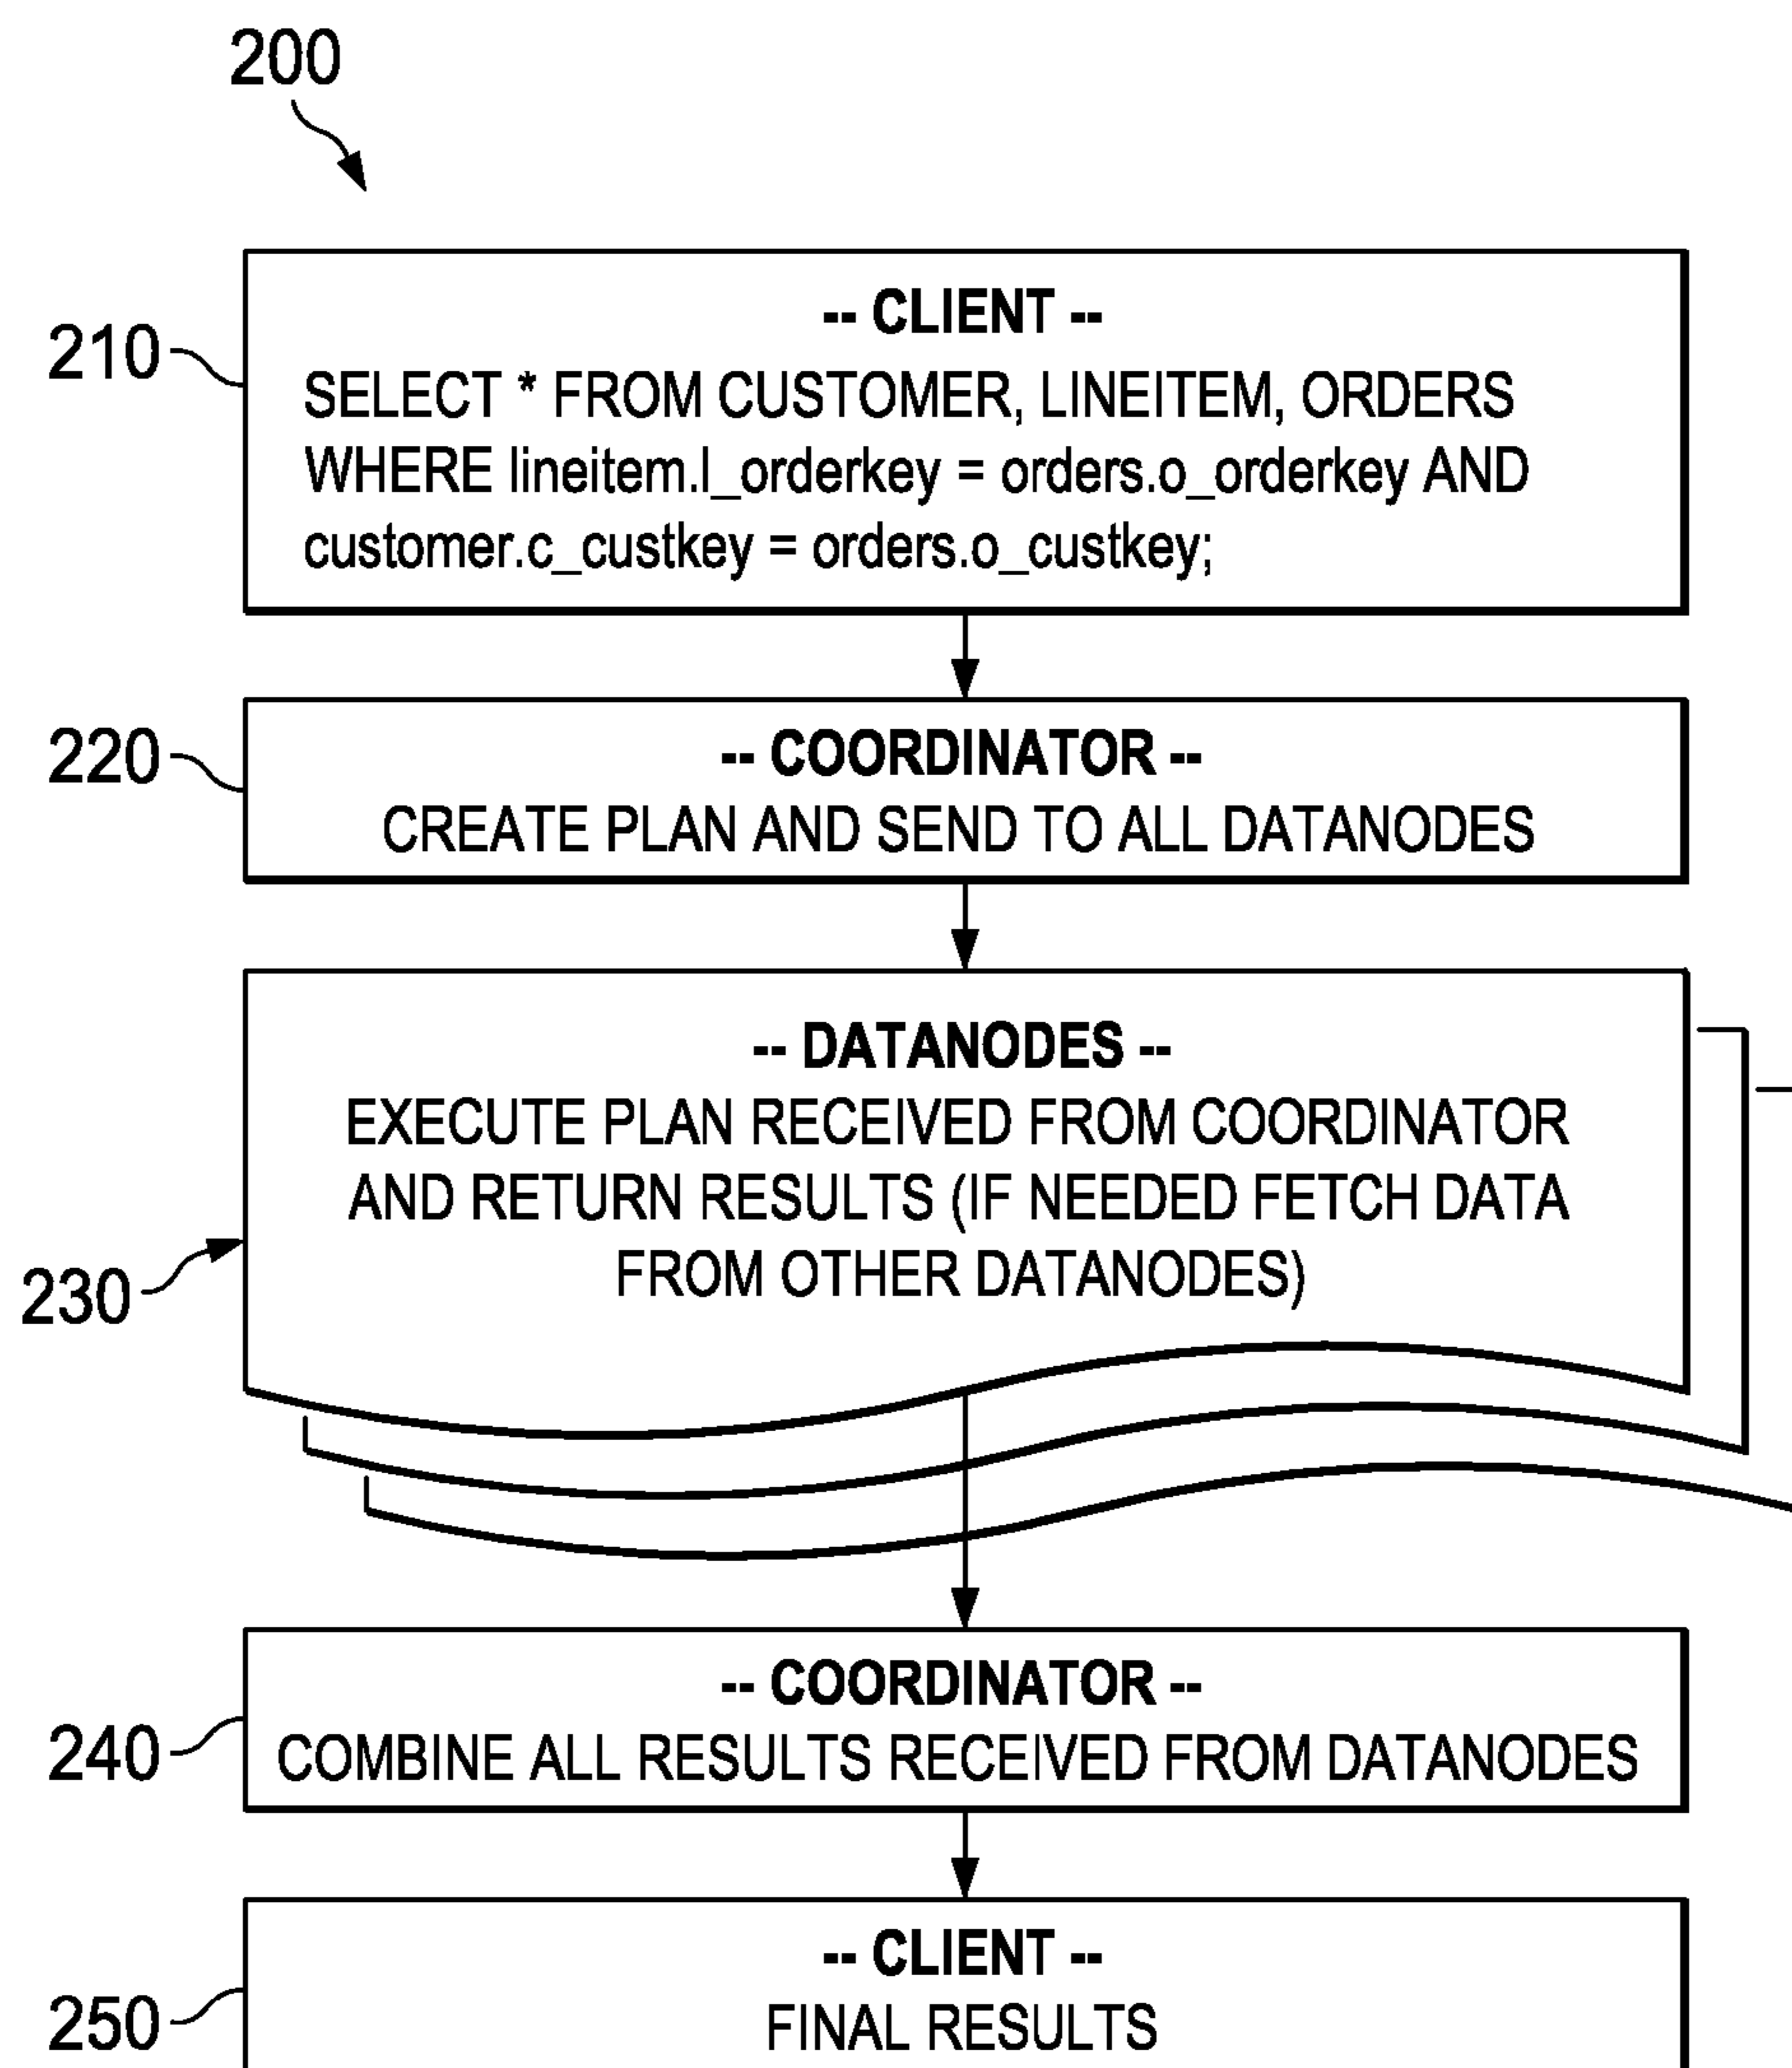 200
210
-- CLIENT --
SELECT * FROM CUSTOMER, LINEITEM, ORDERS
WHERE lineitem.l_orderkey = orders.o_orderkey AND
customer.c_custkey = orders.o_custkey;
220
-- COORDINATOR --
CREATE PLAN AND SEND TO ALL DATANODES
230
-- DATANODES --
EXECUTE PLAN RECEIVED FROM COORDINATOR
AND RETURN RESULTS (IF NEEDED FETCH DATA
FROM OTHER DATANODES)
240
-- COORDINATOR --
COMBINE ALL RESULTS RECEIVED FROM DATANODES
250
-- CLIENT --
FINAL RESULTS